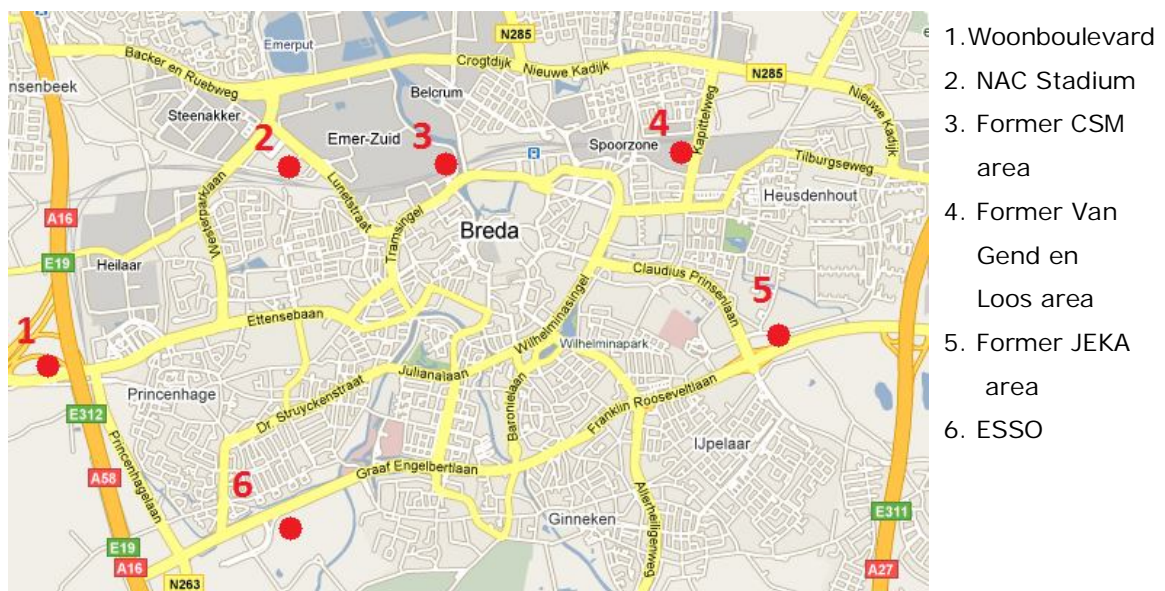 N285
Emerput
Backer en Ruebweg
Crogtdijk
Nieuwe Kadijk
N285
nsenbeek
Belcrum
Nieuwe Kadijk
Steenakker
2
Emer-Zuid
3
4
Spoorzone
Kapittelweg
Tilburgseweg
Heusdenhout
Lunetstraat
Westerparklaan
Tramsingel
A16
Breda
E19
Heilaar
Claudius Prinsenlaan
5
1
Ettensebaan
Wilhelminasingel
Wilhelminapark
Julianalaan
Princenhage
Dr. Struyckenstraat
Baronielaan
Franklin Rooseveltlaan
E312
IJpelaar
Princenhagelaan
A58
6
Graaf Engelbertlaan
Allerheiligenweg
Ginneken
E311
E19
A16
N263
A27
1.Woonboulevard
2. NAC Stadium
3. Former CSM
area
4. Former Van
Gend en
Loos area
5. Former JEKA
area
6. ESSO